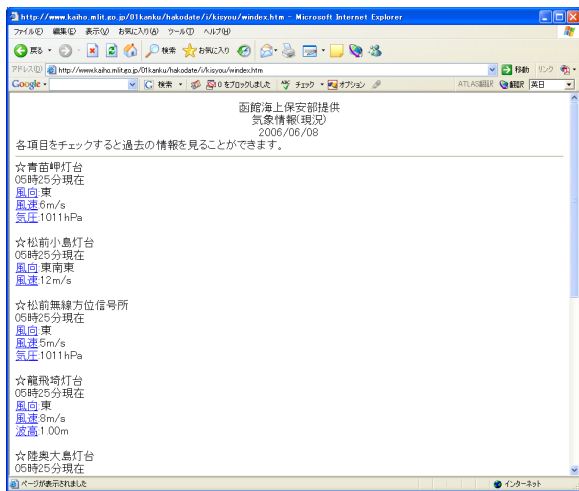 http://www.kaiho.mlit.go.jp/01kanku/hakodate/i/kisyou/windex.htm - Microsoft Internet Explorer
ファイル(F) 編集(E) 表示(V) お気に入り(A) ツール(T) ヘルプ(H)
戻る 検索 お気に入り
アドレス(D) http://www.kaiho.mlit.go.jp/01kanku/hakodate/i/kisyou/windex.htm 移動 リンク
Google 検索 0 をブロックしました チェック オプション ATLAS翻訳 翻訳 英日
函館海上保安部提供
気象情報(現況)
2006/06/08
各項目をチェックすると過去の情報を見ることができます。
☆青苗岬灯台
05時25分現在
風向:東
風速:6m/s
気圧:1011hPa
☆松前小島灯台
05時25分現在
風向:東南東
風速:12m/s
☆松前無線方位信号所
05時25分現在
風向:東
風速:5m/s
気圧:1011hPa
☆龍飛埼灯台
05時25分現在
風向:東
風速:8m/s
波高:1.00m
☆陸奥大島灯台
05時25分現在
ページが表示されました インターネット